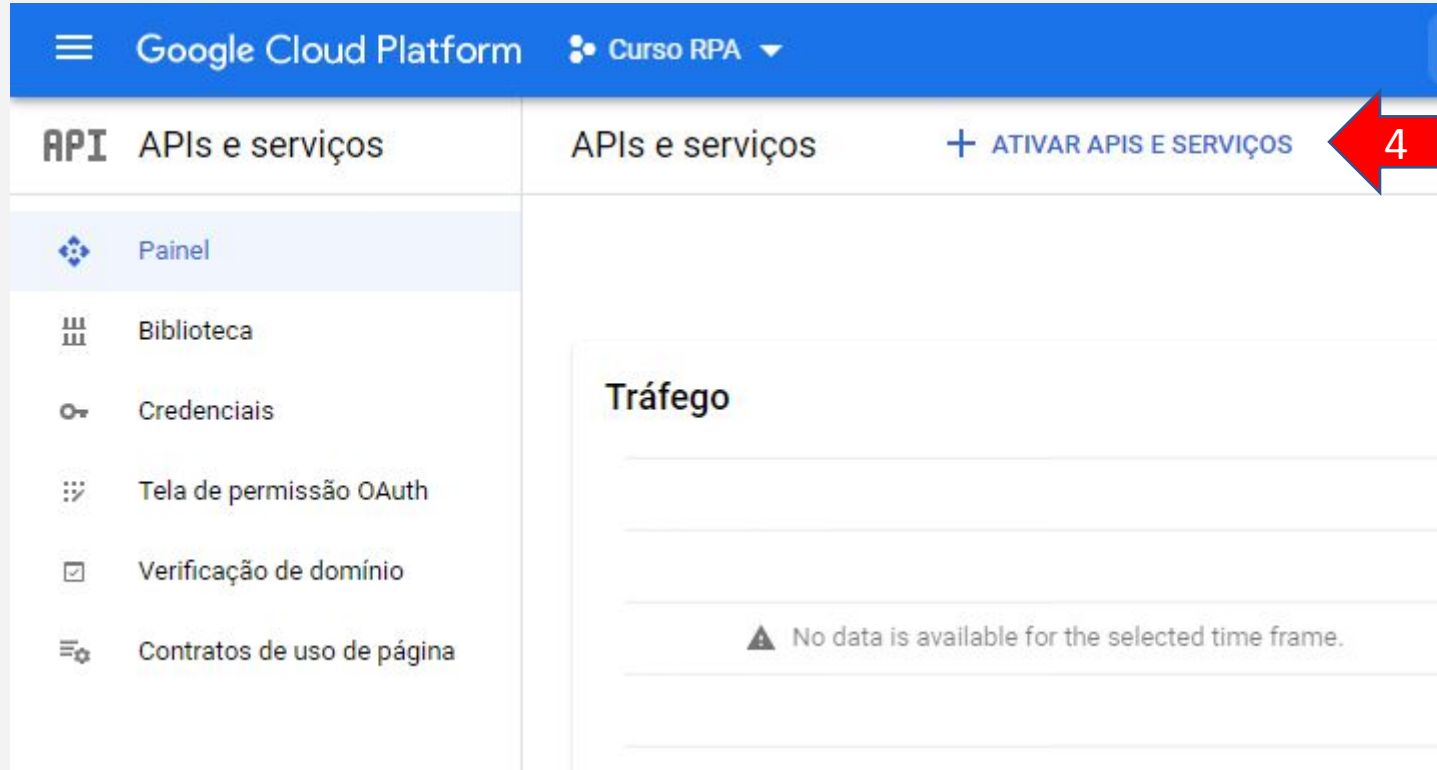 Google Cloud Platform Curso RPA
API APIs e serviços
APIs e serviços + ATIVAR APIS E SERVIÇOS 4
Painel
Biblioteca
Credenciais
Tela de permissão OAuth
Verificação de domínio
Contratos de uso de página
Tráfego
No data is available for the selected time frame.